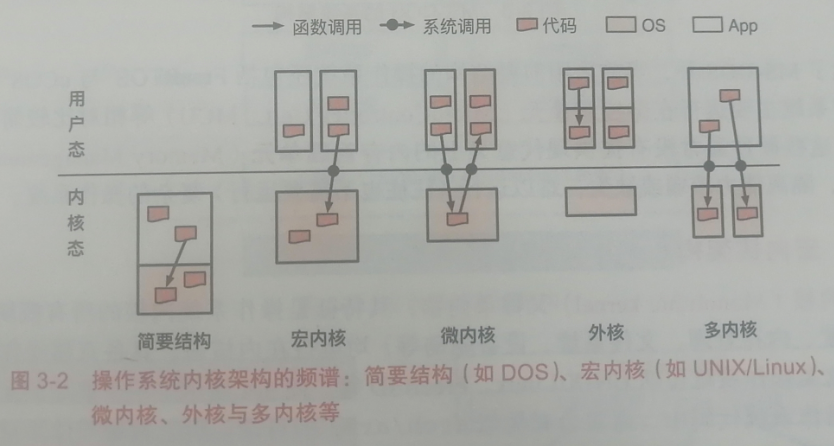 函数调用 系统调用 代码 OS App
用户态
内核态
简要结构 宏内核 微内核 外核 多内核
图 3-2 操作系统内核架构的频谱：简要结构（如 DOS）、宏内核（如 UNIX/Linux）、
微内核、外核与多内核等